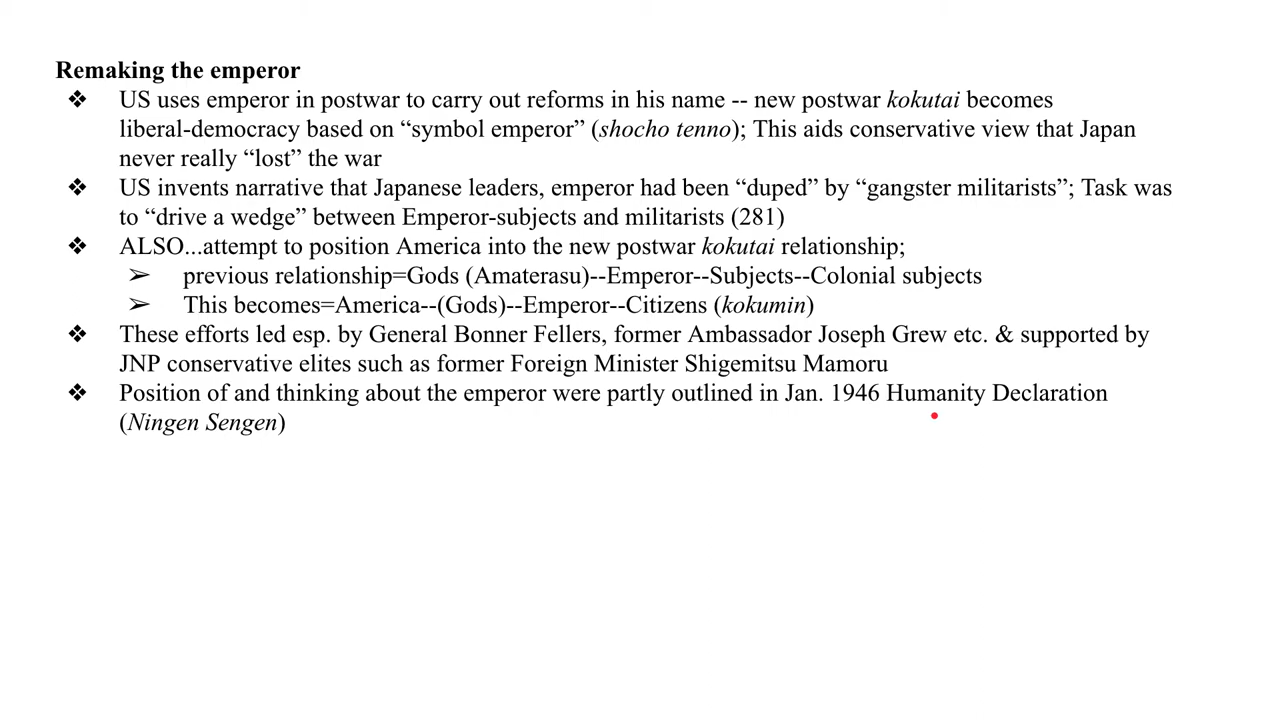 Remaking the emperor
❖ US uses emperor in postwar to carry out reforms in his name -- new postwar kokutai becomes
liberal-democracy based on “symbol emperor” (shocho tenno); This aids conservative view that Japan
never really “lost” the war
❖ US invents narrative that Japanese leaders, emperor had been “duped” by “gangster militarists”; Task was
to “drive a wedge” between Emperor-subjects and militarists (281)
❖ ALSO...attempt to position America into the new postwar kokutai relationship;
➢ previous relationship=Gods (Amaterasu)--Emperor--Subjects--Colonial subjects
➢ This becomes=America--(Gods)--Emperor--Citizens (kokumin)
❖ These efforts led esp. by General Bonner Fellers, former Ambassador Joseph Grew etc. & supported by
JNP conservative elites such as former Foreign Minister Shigemitsu Mamoru
❖ Position of and thinking about the emperor were partly outlined in Jan. 1946 Humanity Declaration
(Ningen Sengen)